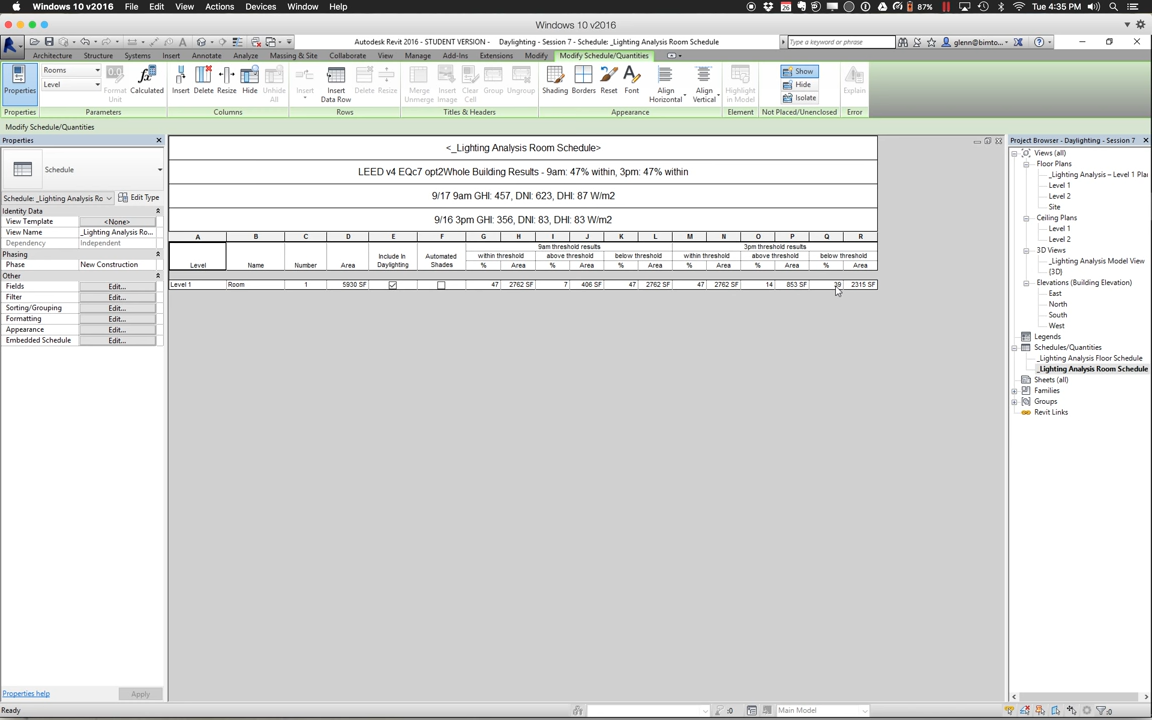 Windows 10 v2016 File Edit View Actions Devices Window Help 26 87% Tue 4:35 PM
Windows 10 v2016
Autodesk Revit 2016 - STUDENT VERSION - Daylighting - Session 7 - Schedule: _Lighting Analysis Room Schedule Type a keyword or phrase glenn@bimto...
Architecture Structure Systems Insert Annotate Analyze Massing & Site Collaborate View Manage Add-Ins Extensions Modify Modify Schedule/Quantities
Rooms
Level
Properties Format Unit Calculated Insert Delete Resize Hide Unhide All Insert Insert Data Row Delete Resize Merge Unmerge Insert Image Clear Cell Group Ungroup Shading Borders Reset Font Align Horizontal Align Vertical Highlight in Model Show Hide Isolate Explain
Properties Parameters Columns Rows Titles & Headers Appearance Element Not Placed/Unenclosed Error
Modify Schedule/Quantities
Properties
Schedule
Schedule: _Lighting Analysis Ro Edit Type
Identity Data
View Template <None>
View Name _Lighting Analysis Ro...
Dependency Independent
Phasing
Phase New Construction
Other
Fields Edit...
Filter Edit...
Sorting/Grouping Edit...
Formatting Edit...
Appearance Edit...
Embedded Schedule Edit...
Properties help Apply
<_Lighting Analysis Room Schedule>
LEED v4 EQc7 opt2Whole Building Results - 9am: 47% within, 3pm: 47% within
9/17 9am GHI: 457, DNI: 623, DHI: 87 W/m2
9/16 3pm GHI: 356, DNI: 83, DHI: 83 W/m2
A B C D E F G H I J K L M N O P Q R
9am threshold results 3pm threshold results
within threshold above threshold below threshold within threshold above threshold below threshold
Level Name Number Area Include In Daylighting Automated Shades % Area % Area % Area % Area % Area % Area
Level 1 Room 1 5930 SF 47 2762 SF 7 406 SF 47 2762 SF 47 2762 SF 14 853 SF 39 2315 SF
Project Browser - Daylighting - Session 7
Views (all)
Floor Plans
_Lighting Analysis – Level 1 Pla
Level 1
Level 2
Site
Ceiling Plans
Level 1
Level 2
3D Views
_Lighting Analysis Model View
{3D}
Elevations (Building Elevation)
East
North
South
West
Legends
Schedules/Quantities
_Lighting Analysis Floor Schedule
_Lighting Analysis Room Schedule
Sheets (all)
Families
Groups
Revit Links
Ready :0 Main Model :0